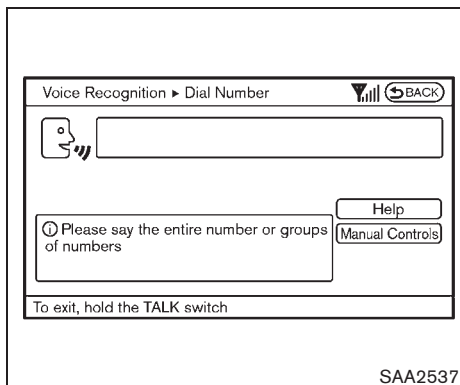 Voice Recognition ▸ Dial Number
BACK
Help
Manual Controls
ⓘ Please say the entire number or groups
of numbers
To exit, hold the TALK switch
SAA2537